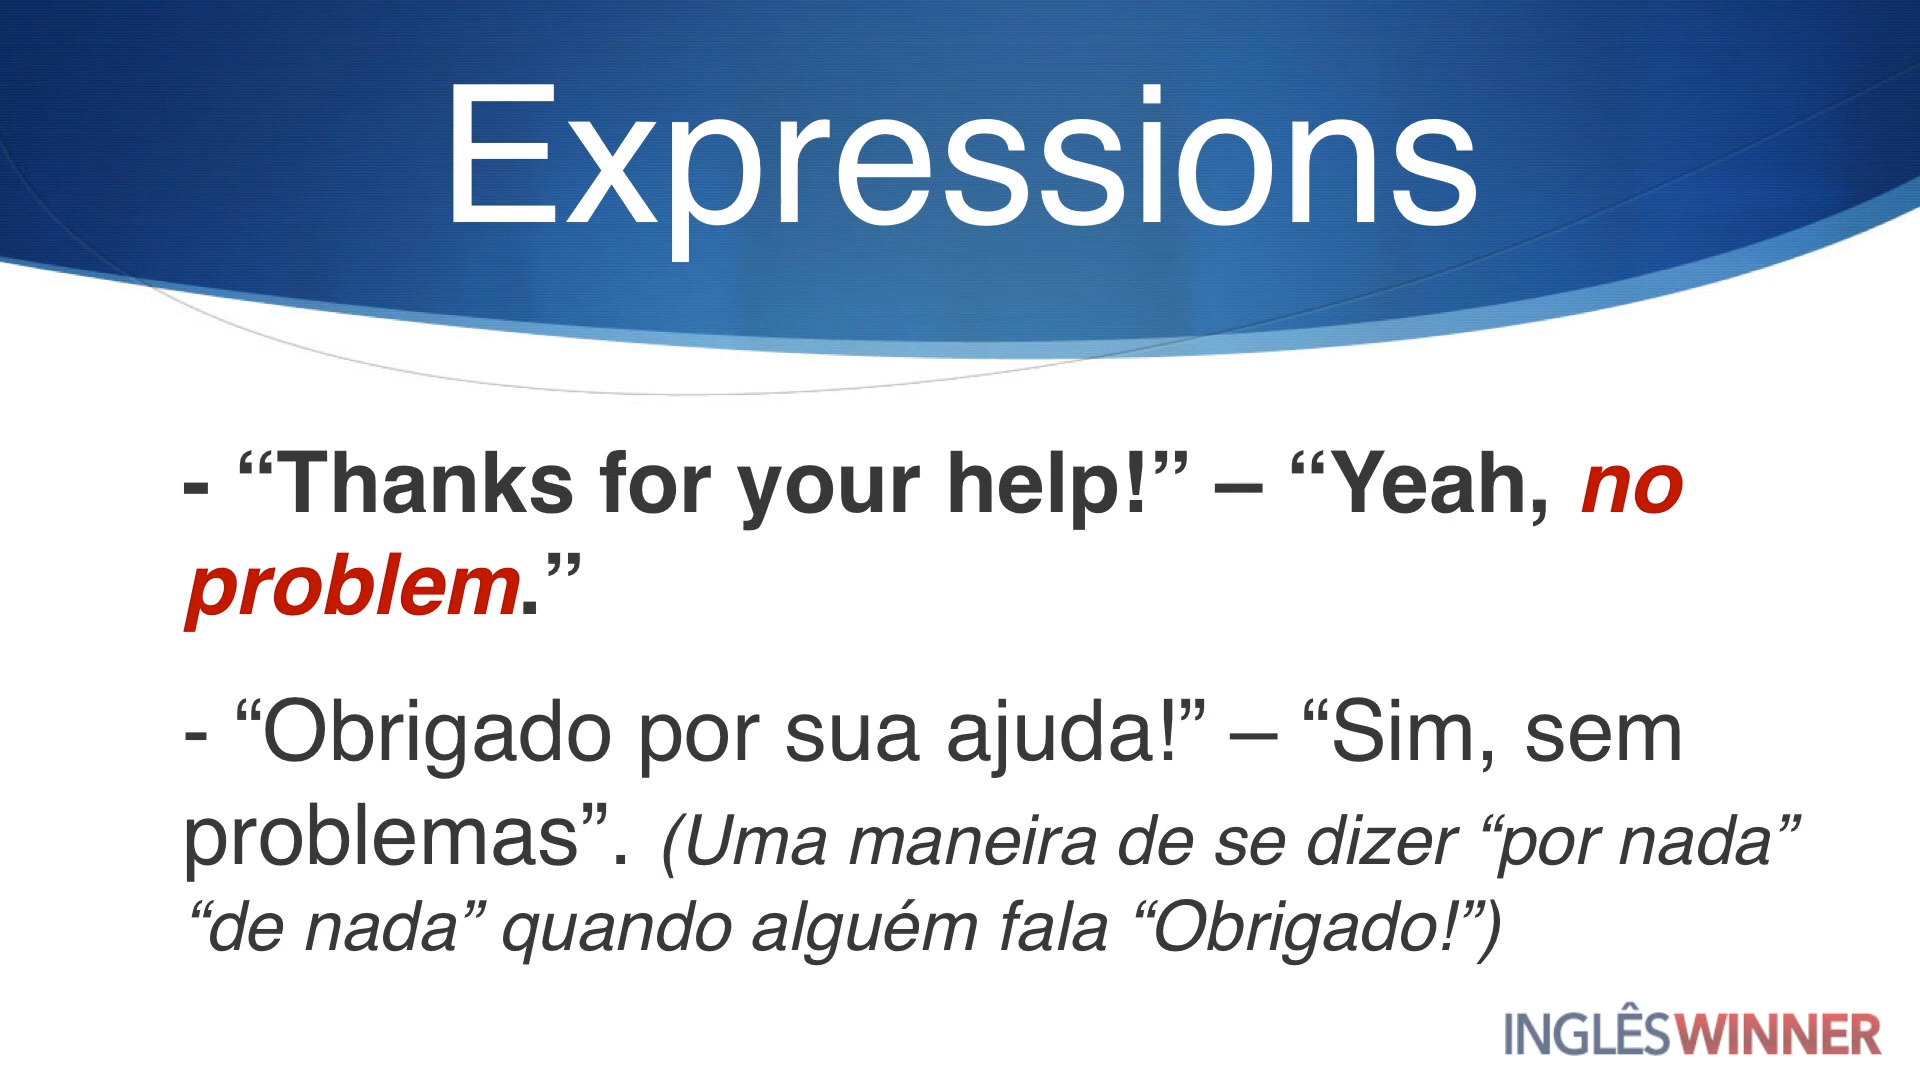 Expressions
- “Thanks for your help!” – “Yeah, no
problem.”
- “Obrigado por sua ajuda!” – “Sim, sem
problemas”. (Uma maneira de se dizer “por nada”
“de nada” quando alguém fala “Obrigado!”)
INGLÊSWINNER